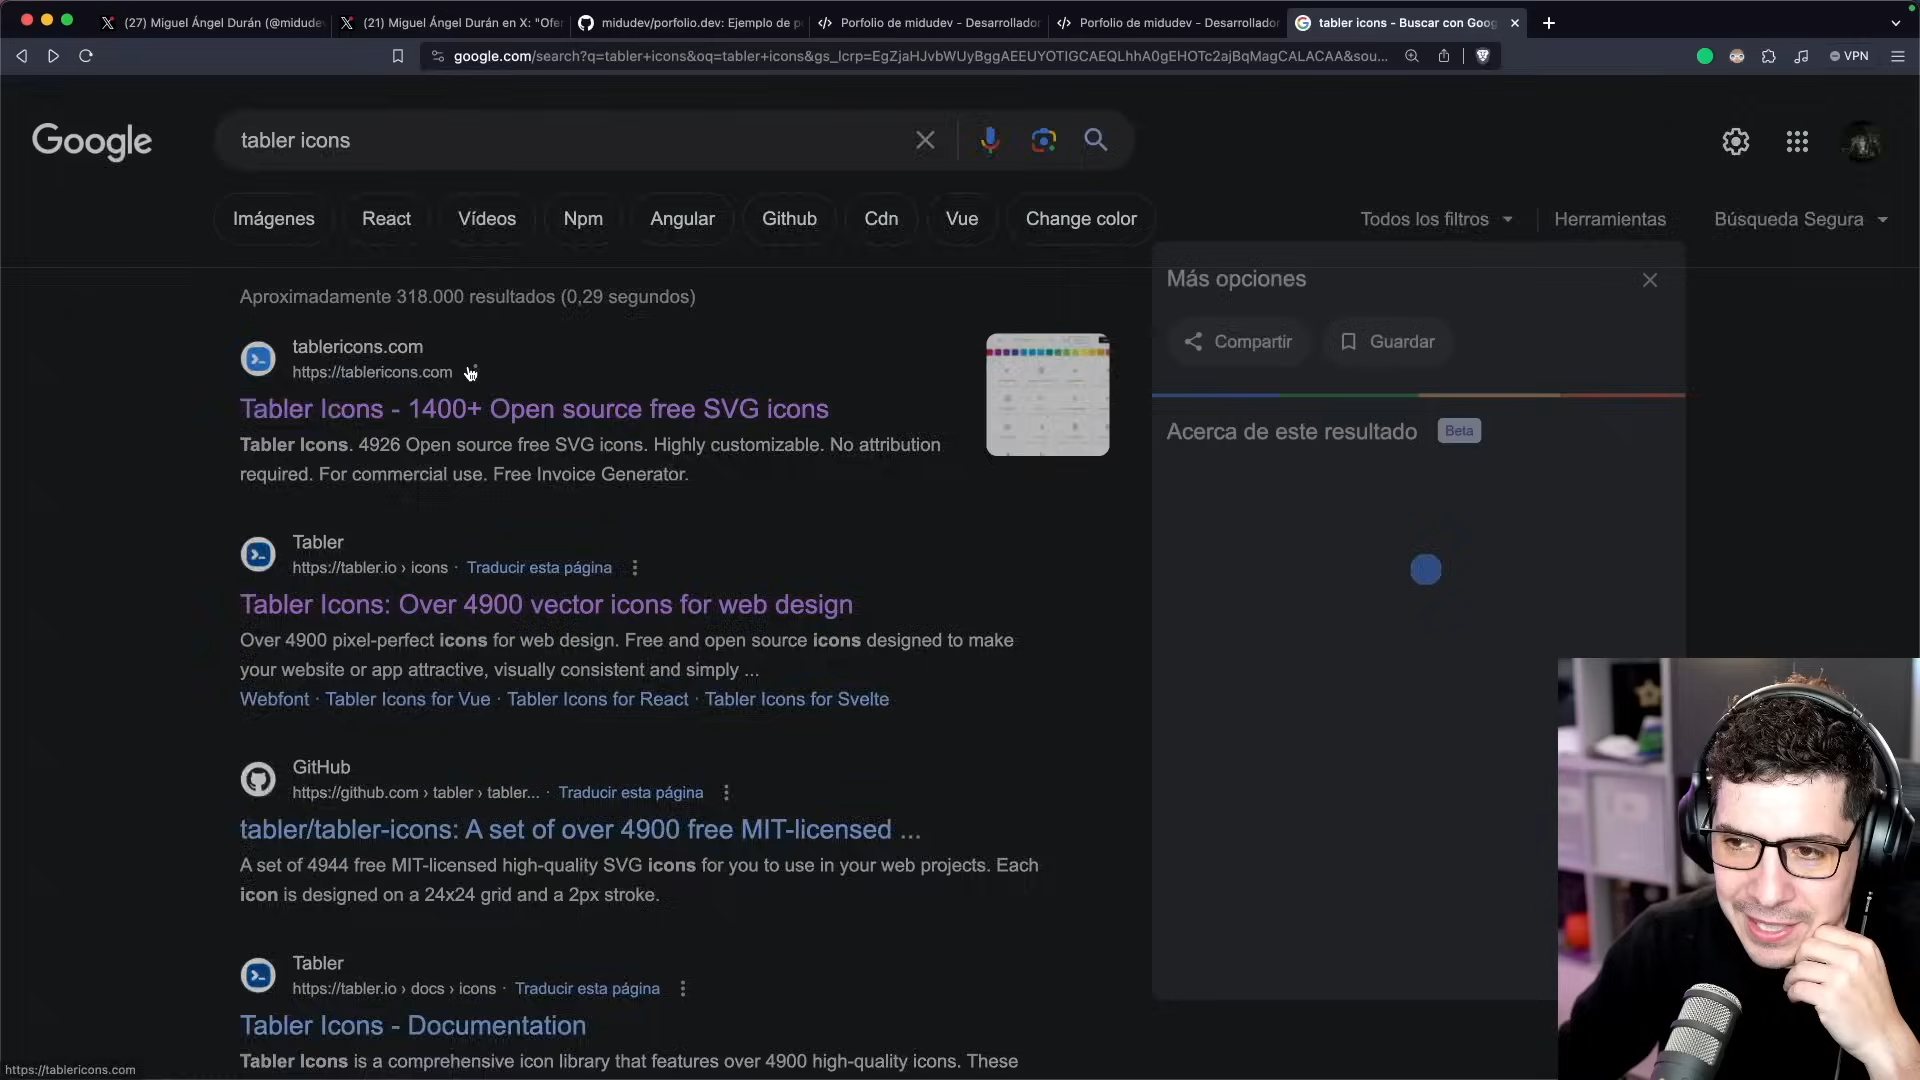 (27) Miguel Ángel Durán (@midude
(21) Miguel Ángel Durán en X: "Ofer
midudev/porfolio.dev: Ejemplo de p
Porfolio de midudev - Desarrollador
Porfolio de midudev - Desarrollador
tabler icons - Buscar con Goog
google.com/search?q=tabler+icons&oq=tabler+icons&gs_lcrp=EgZjaHJvbWUyBggAEEUYOTIGCAEQLhhA0gEHOTc2ajBqMagCALACAA&sou...
VPN
Google
tabler icons
Imágenes
React
Vídeos
Npm
Angular
Github
Cdn
Vue
Change color
Todos los filtros
Herramientas
Búsqueda Segura
Aproximadamente 318.000 resultados (0,29 segundos)
tablericons.com
https://tablericons.com
Tabler Icons - 1400+ Open source free SVG icons
Tabler Icons. 4926 Open source free SVG icons. Highly customizable. No attribution
required. For commercial use. Free Invoice Generator.
Tabler
https://tabler.io › icons · Traducir esta página
Tabler Icons: Over 4900 vector icons for web design
Over 4900 pixel-perfect icons for web design. Free and open source icons designed to make
your website or app attractive, visually consistent and simply ...
Webfont · Tabler Icons for Vue · Tabler Icons for React · Tabler Icons for Svelte
GitHub
https://github.com › tabler › tabler... · Traducir esta página
tabler/tabler-icons: A set of over 4900 free MIT-licensed ...
A set of 4944 free MIT-licensed high-quality SVG icons for you to use in your web projects. Each
icon is designed on a 24x24 grid and a 2px stroke.
Tabler
https://tabler.io › docs › icons · Traducir esta página
Tabler Icons - Documentation
Tabler Icons is a comprehensive icon library that features over 4900 high-quality icons. These
Más opciones
Compartir
Guardar
Acerca de este resultado
Beta
https://tablericons.com